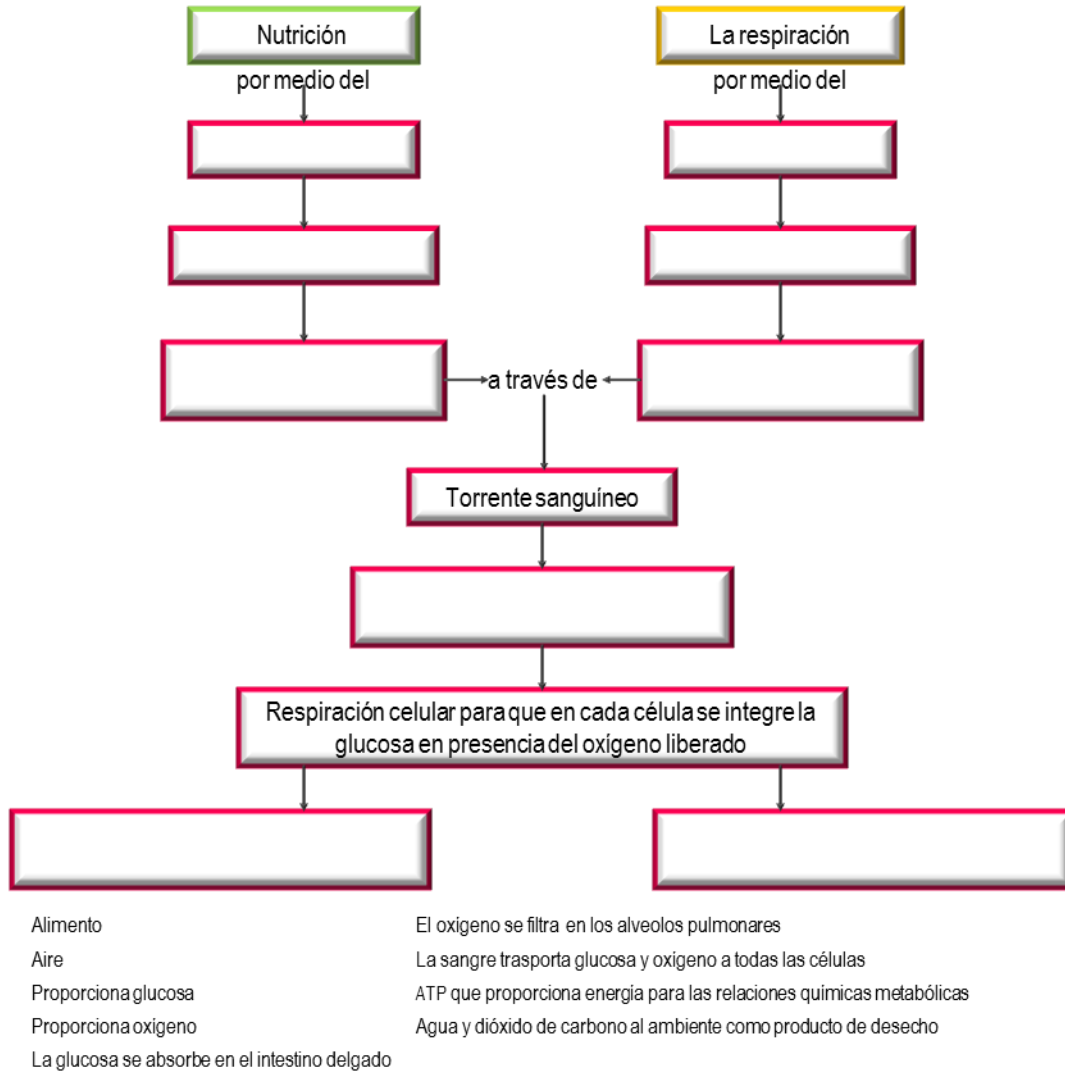 Nutrición
La respiración
por medio del
por medio del
a través de
Torrente sanguíneo
Respiración celular para que en cada célula se integre la
glucosa en presencia del oxígeno liberado
Alimento
El oxigeno se filtra en los alveolos pulmonares
Aire
La sangre trasporta glucosa y oxígeno a todas las células
Proporciona glucosa
ATP que proporciona energía para las relaciones químicas metabólicas
Proporciona oxígeno
Agua y dióxido de carbono al ambiente como producto de desecho
La glucosa se absorbe en el intestino delgado